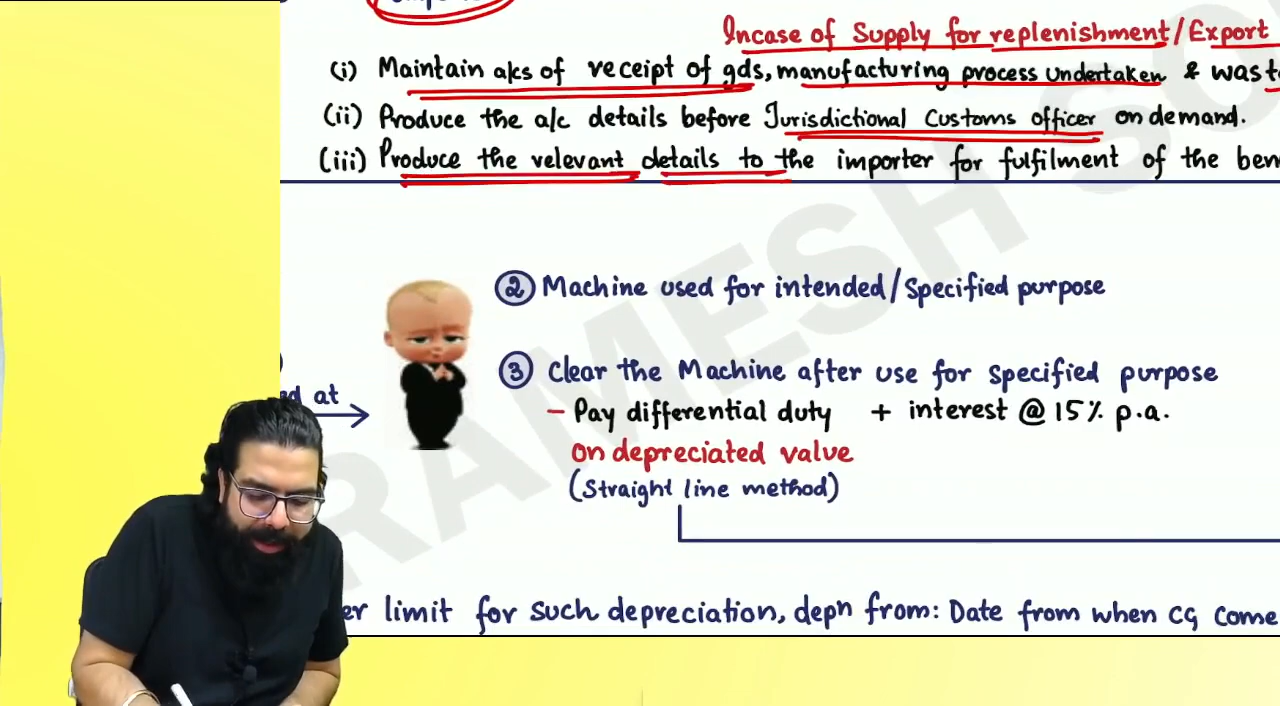 Incase of Supply for replenishment/Export
(i) Maintain a/cs of receipt of gds, manufacturing process undertaken & wast
(ii) Produce the a/c details before Jurisdictional Customs officer on demand.
(iii) Produce the relevant details to the importer for fulfilment of the ben
② Machine used for intended/Specified purpose
③ Clear the Machine after use for specified purpose
at
- Pay differential duty + interest @ 15% p.a.
on depreciated value
(Straight line method)
er limit for such depreciation, depn from: Date from when CG come
RAMESH SO